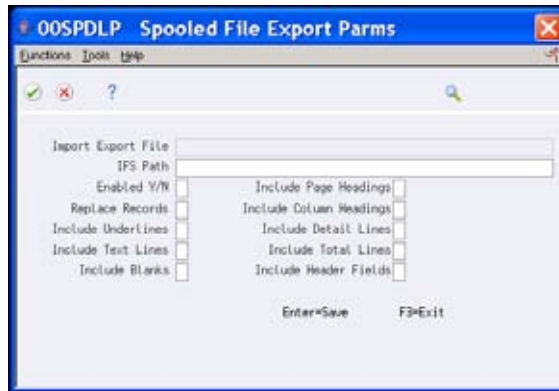 00SPDLP Spooled File Export Parms
Functions Tools Help
?
Import Export File
IFS Path
Enabled Y/N Include Page Headings
Replace Records Include Column Headings
Include Underlines Include Detail Lines
Include Text Lines Include Total Lines
Include Blanks Include Header Fields
Enter=Save F3=Exit